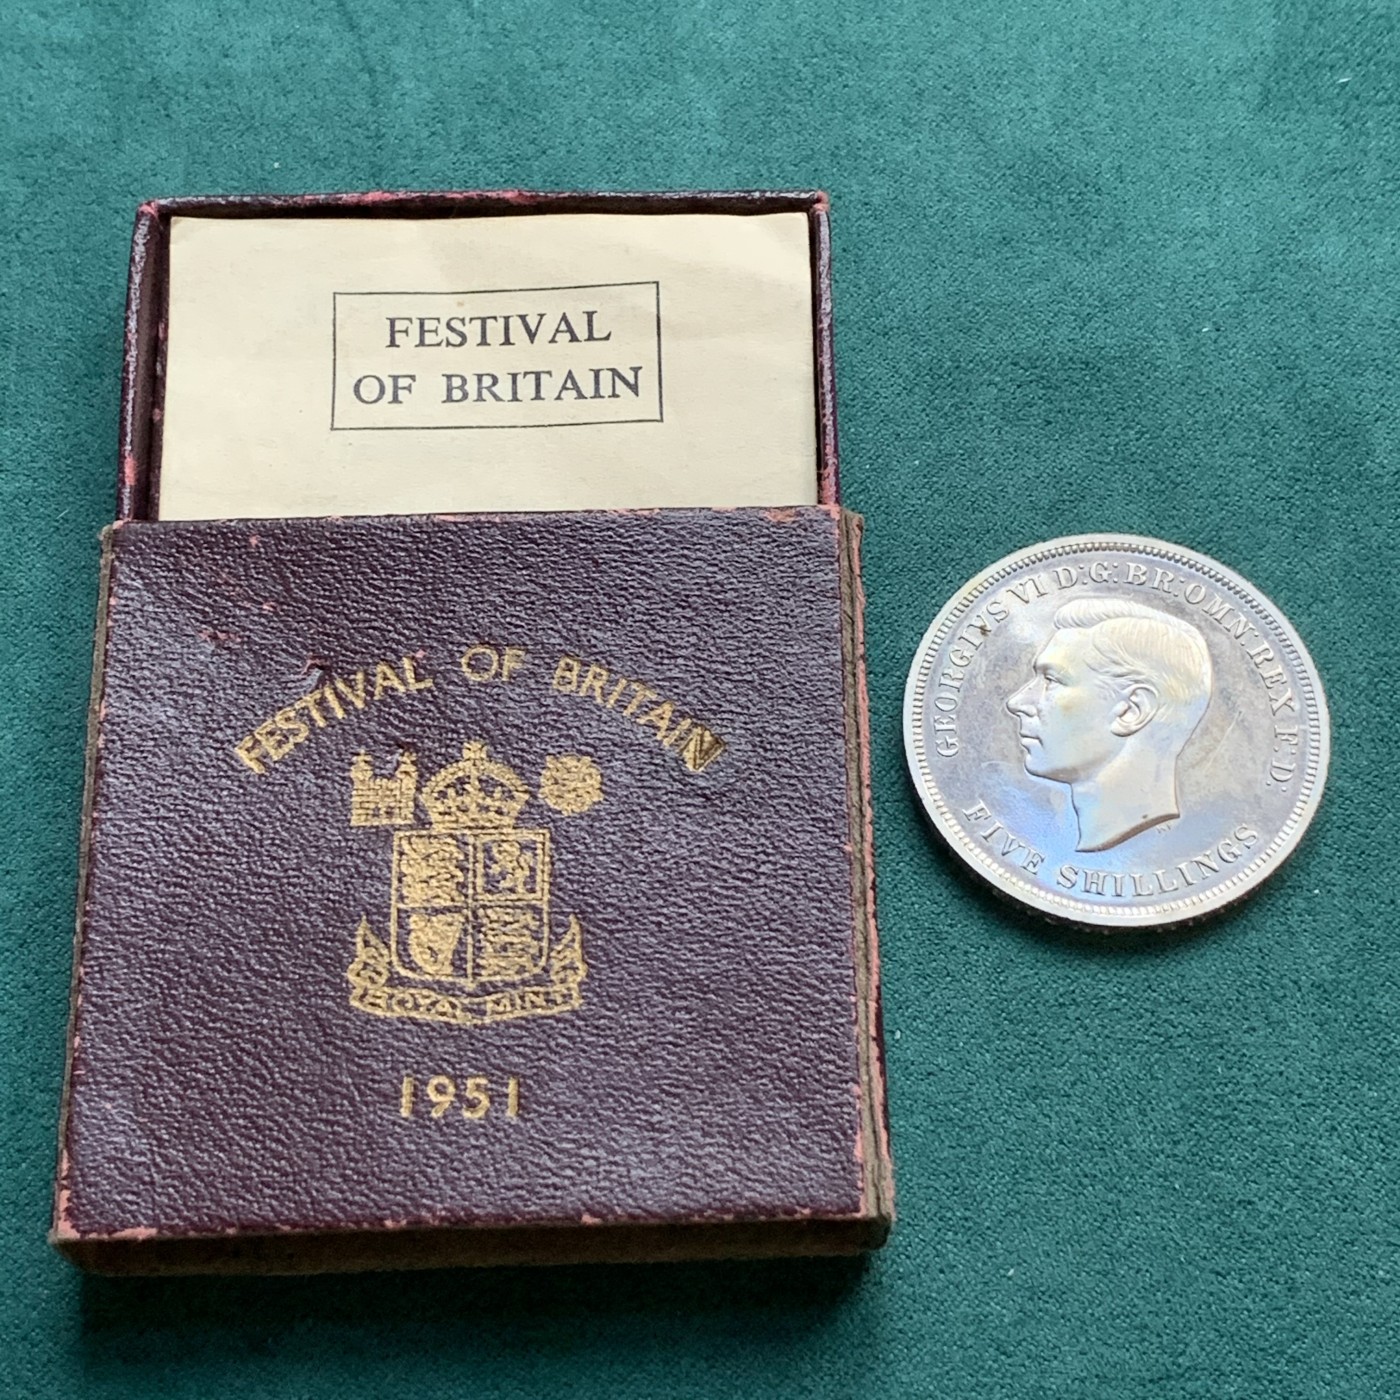 FESTIVAL
OF BRITAIN
FESTIVAL OF BRITAIN
ROYAL MINT
1951
GEORGIVS VI D:G:BR:OMN:REX F:D:
FIVE SHILLINGS